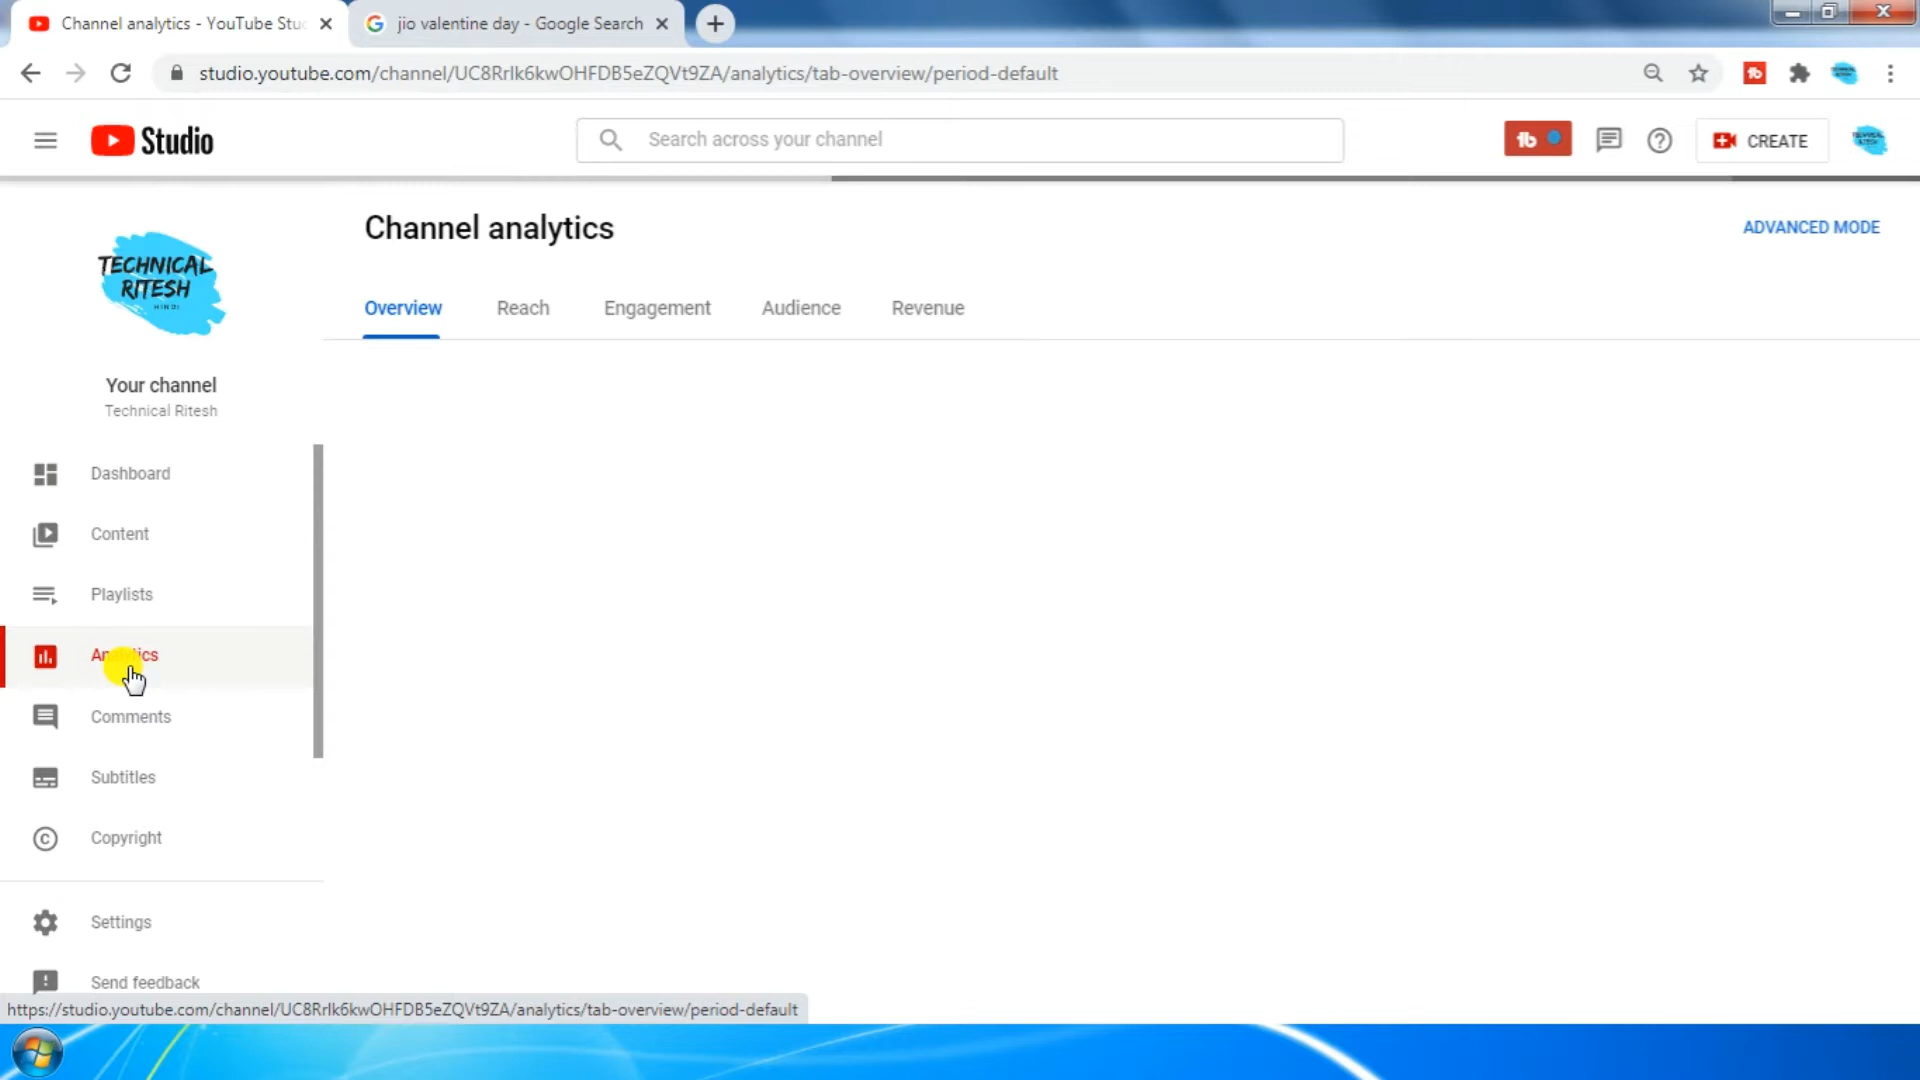 Channel analytics - YouTube Stu
jio valentine day - Google Search
studio.youtube.com/channel/UC8Rrlk6kwOHFDB5eZQVt9ZA/analytics/tab-overview/period-default
Studio
Search across your channel
CREATE
Channel analytics
ADVANCED MODE
TECHNICAL
RITESH
Overview
Reach
Engagement
Audience
Revenue
Your channel
Technical Ritesh
Dashboard
Content
Playlists
Analytics
Comments
Subtitles
Copyright
Settings
Send feedback
https://studio.youtube.com/channel/UC8Rrlk6kwOHFDB5eZQVt9ZA/analytics/tab-overview/period-default